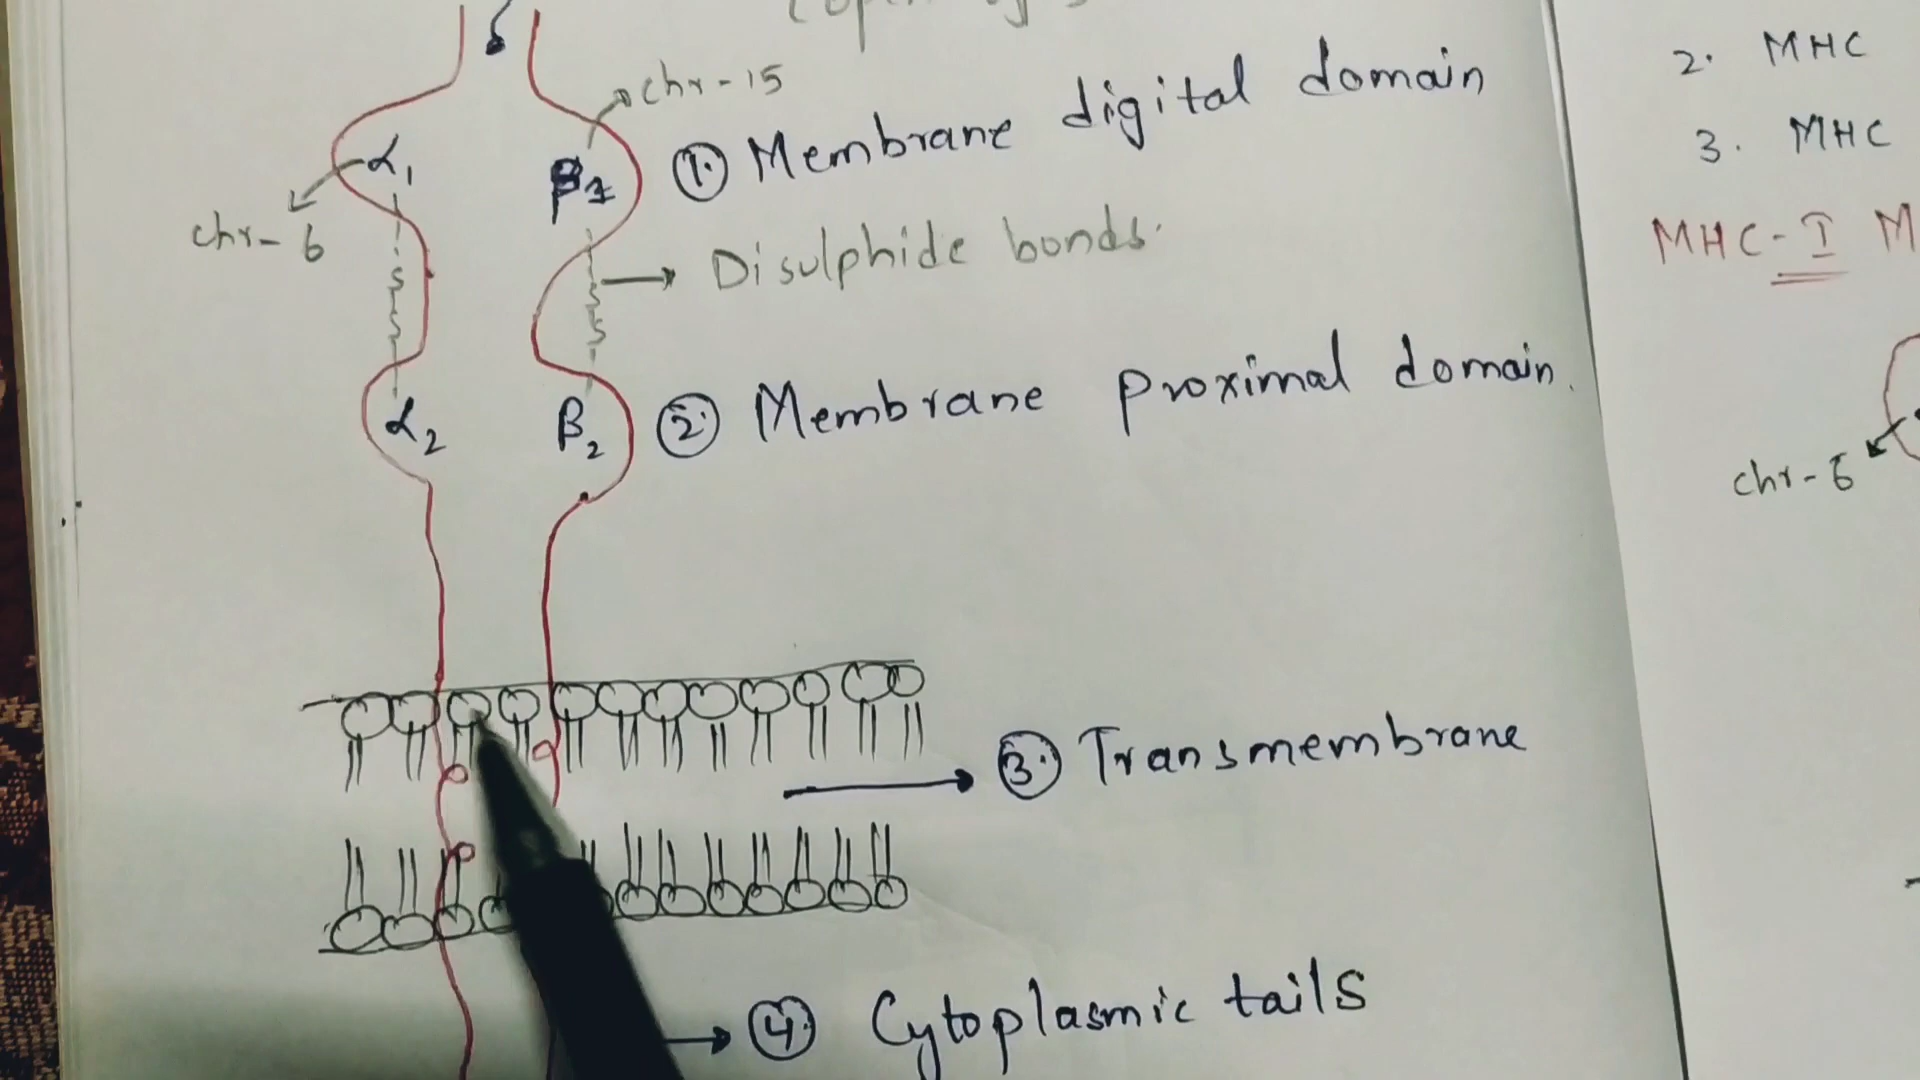 chr-15
α1
β1
① Membrane digital domain
chr-6
S
S
S
S
→ Disulphide bonds.
α2
β2
② Membrane proximal domain.
③ Transmembrane
④ Cytoplasmic tails
2. MHC
3. MHC
MHC-I M
chr-6